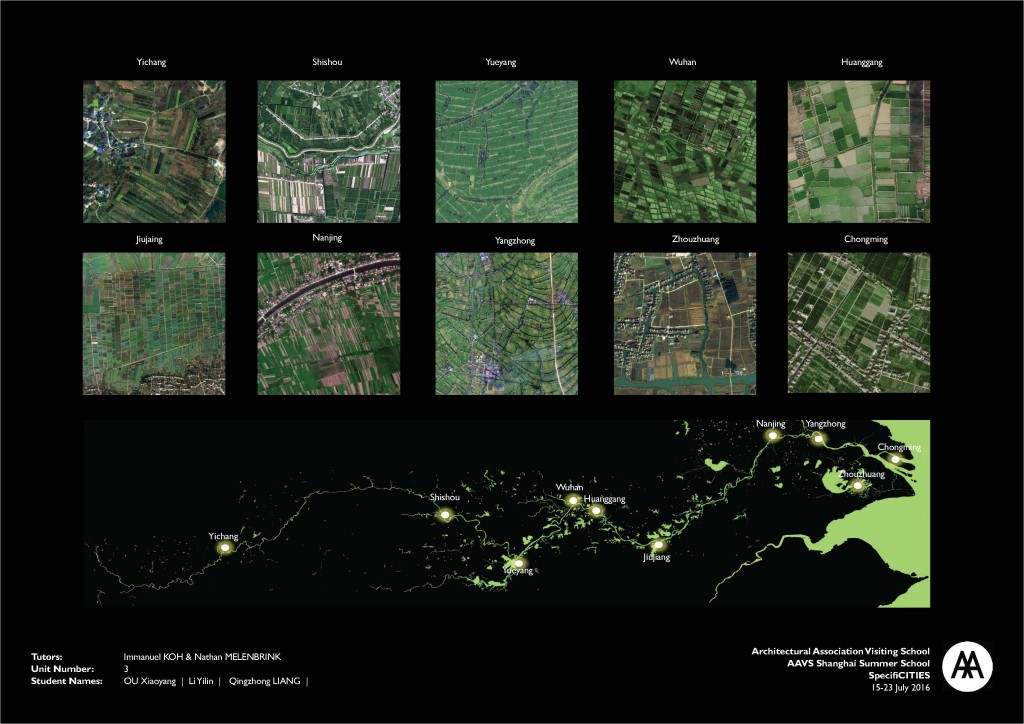 Yichang
Shishou
Yueyang
Wuhan
Huanggang
Jiujaing
Nanjing
Yangzhong
Zhouzhuang
Chongming
Nanjing
Yangzhong
Chongming
Zhouzhuang
Wuhan
Shishou
Huanggang
Yichang
Jiujiang
Yueyang
Tutors: Immanuel KOH & Nathan MELENBRINK
Unit Number: 3
Student Names: OU Xiaoyang | Li Yilin | Qingzhong LIANG |
Architectural Association Visiting School
AAVS Shanghai Summer School
SpecifiCITIES
15-23 July 2016
AA